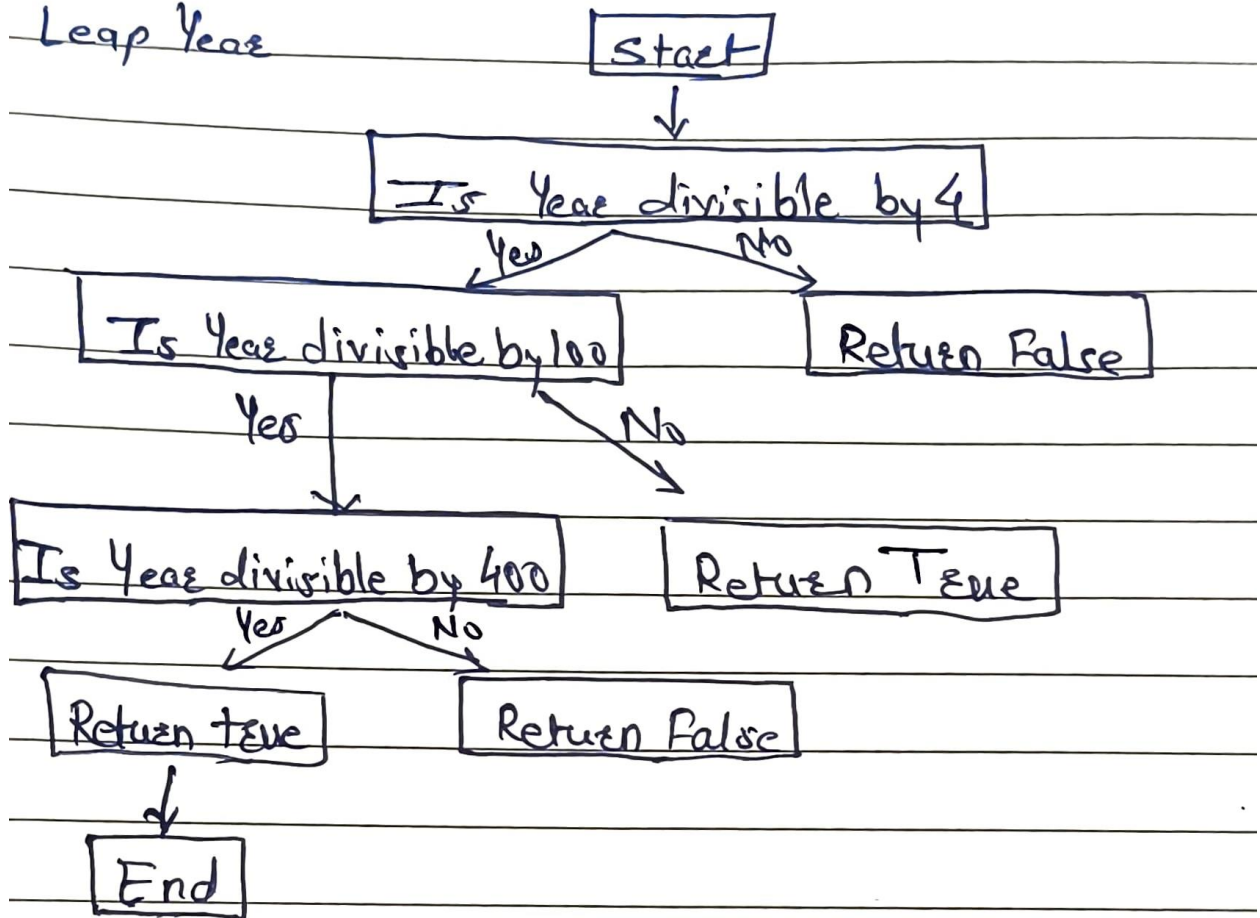 Leap Year
Start
Is Year divisible by 4
Yes No
Is Year divisible by 100
Return False
Yes
No
Is Year divisible by 400
Return True
Yes No
Return true
Return False
End